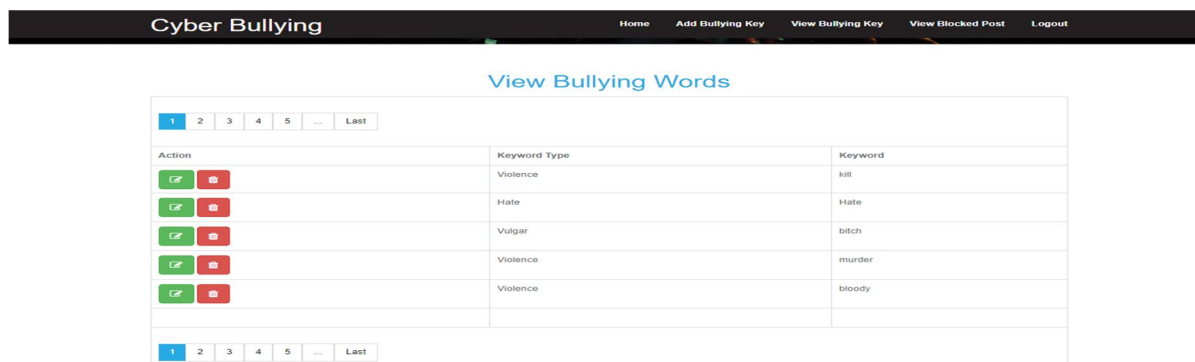 Cyber Bullying Home Add Bullying Key View Bullying Key View Blocked Post Logout
View Bullying Words
1 2 3 4 5 ... Last
Action Keyword Type Keyword
Violence kill
Hate Hate
Vulgar bitch
Violence murder
Violence bloody
1 2 3 4 5 ... Last